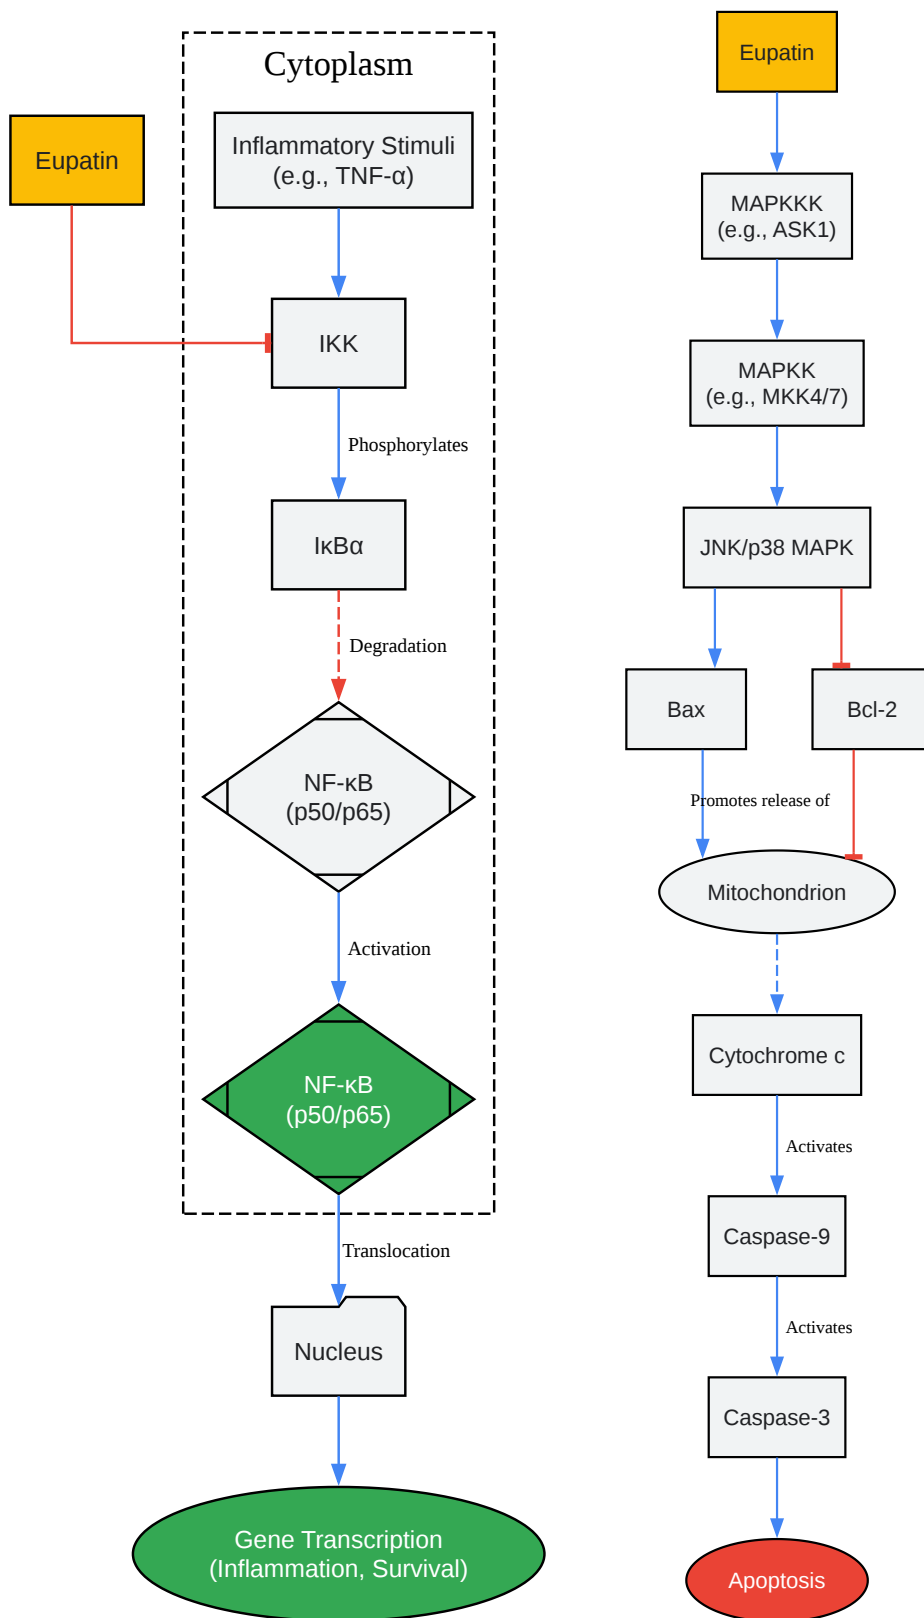 Cytoplasm
Eupatin
Inflammatory Stimuli
(e.g., TNF-α)
IKK
Phosphorylates
IκBα
Degradation
NF-κB
(p50/p65)
Activation
NF-κB
(p50/p65)
Translocation
Nucleus
Gene Transcription
(Inflammation, Survival)
Eupatin
MAPKKK
(e.g., ASK1)
MAPKK
(e.g., MKK4/7)
JNK/p38 MAPK
Bax
Bcl-2
Promotes release of
Mitochondrion
Cytochrome c
Activates
Caspase-9
Activates
Caspase-3
Apoptosis